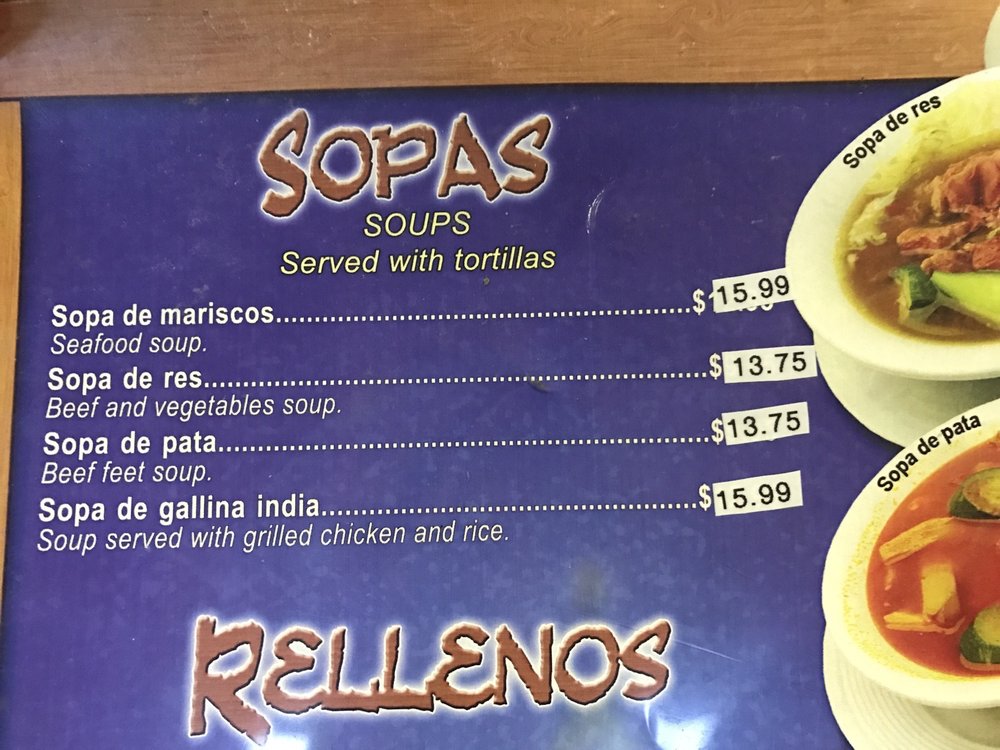 SOPAS
SOUPS
Served with tortillas
Sopa de mariscos........................................................$15.99
Seafood soup.
Sopa de res....................................................................$13.75
Beef and vegetables soup.
Sopa de pata..................................................................$13.75
Beef feet soup.
Sopa de gallina india...................................................$15.99
Soup served with grilled chicken and rice.
RELLENOS
Sopa de res
Sopa de pata